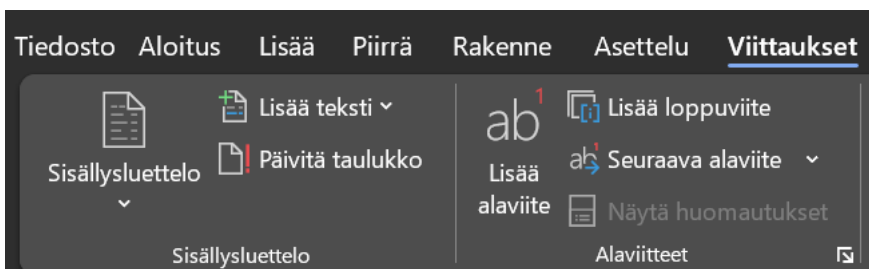 Tiedosto Aloitus Lisää Piirrä Rakenne Asettelu Viittaukset
Sisällysluettelo
Lisää teksti
Päivitä taulukko
Sisällysluettelo
ab1
Lisää
alaviite
Lisää loppuviite
Seuraava alaviite
Näytä huomautukset
Alaviitteet